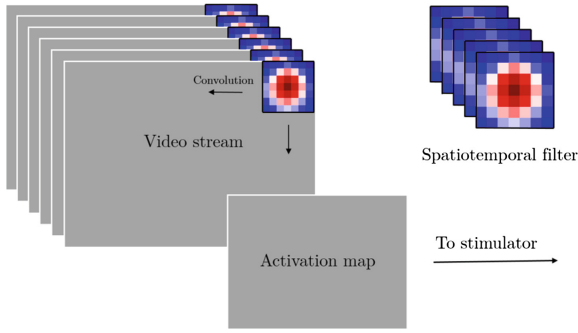 Convolution
Video stream
Spatiotemporal filter
Activation map
To stimulator